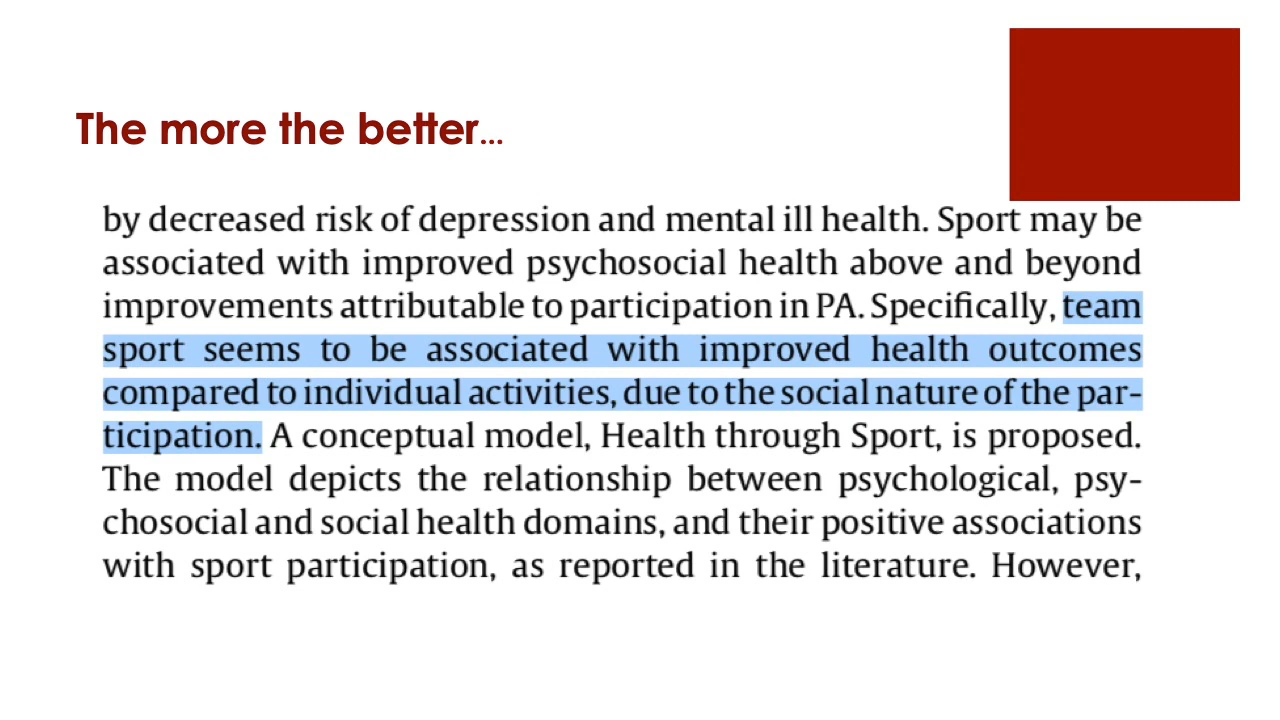 The more the better...
by decreased risk of depression and mental ill health. Sport may be
associated with improved psychosocial health above and beyond
improvements attributable to participation in PA. Specifically, team
sport seems to be associated with improved health outcomes
compared to individual activities, due to the social nature of the par-
ticipation. A conceptual model, Health through Sport, is proposed.
The model depicts the relationship between psychological, psy-
chosocial and social health domains, and their positive associations
with sport participation, as reported in the literature. However,